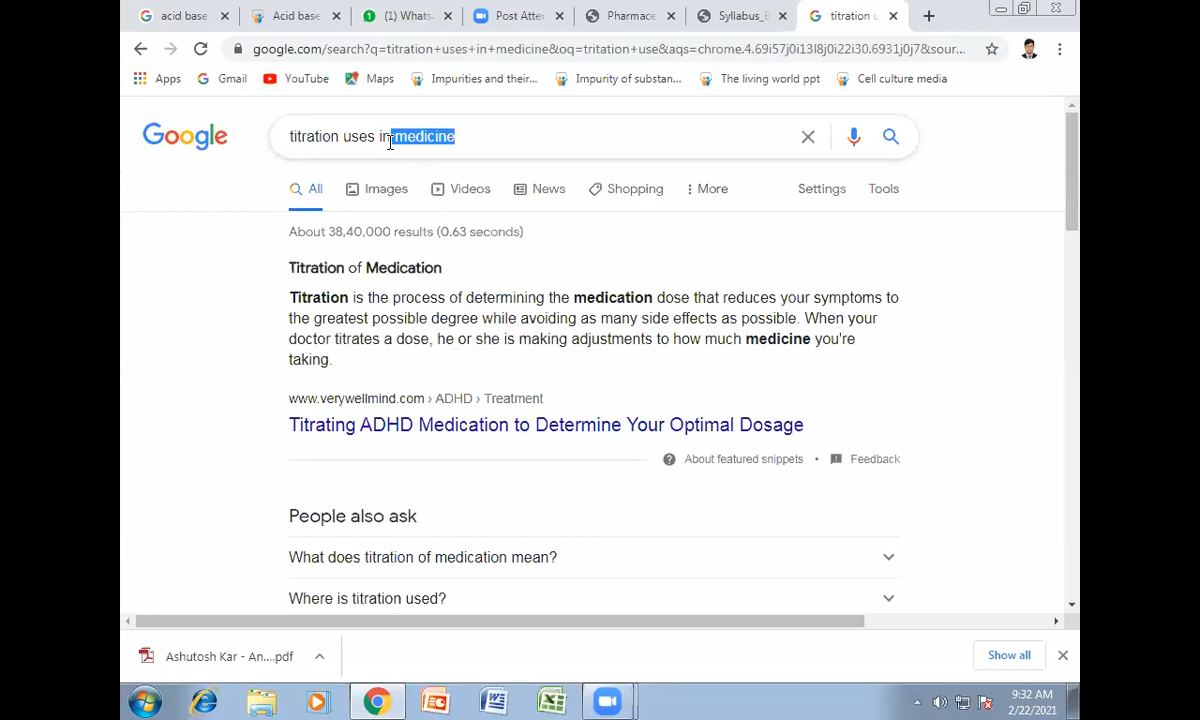 acid base
Acid base
(1) Whats
Post Atter
Pharmace
Syllabus_E
titration u
google.com/search?q=titration+uses+in+medicine&oq=tritation+use&aqs=chrome.4.69i57j0i13l8j0i22i30.6931j0j7&sour...
Apps
Gmail
YouTube
Maps
Impurities and their...
Impurity of substan...
The living world ppt
Cell culture media
Google
titration uses in medicine
All
Images
Videos
News
Shopping
More
Settings
Tools
About 38,40,000 results (0.63 seconds)
Titration of Medication
Titration is the process of determining the medication dose that reduces your symptoms to
the greatest possible degree while avoiding as many side effects as possible. When your
doctor titrates a dose, he or she is making adjustments to how much medicine you're
taking.
www.verywellmind.com › ADHD › Treatment
Titrating ADHD Medication to Determine Your Optimal Dosage
About featured snippets • Feedback
People also ask
What does titration of medication mean?
Where is titration used?
Ashutosh Kar - An....pdf
Show all
9:32 AM
2/22/2021